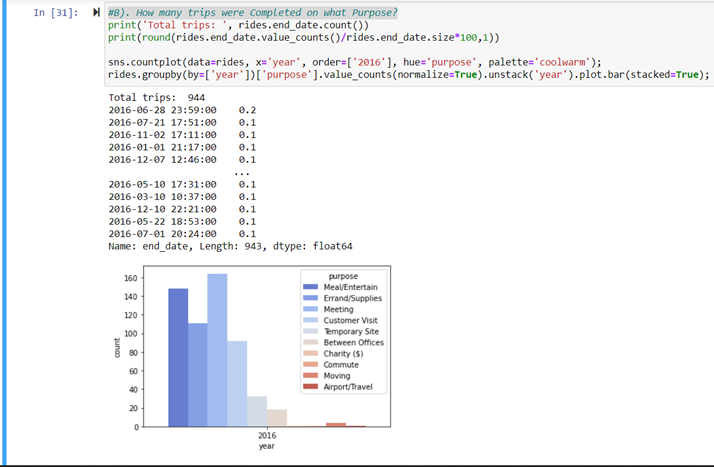 In [31]:
#B). How many trips were Completed on what Purpose?
print('Total trips: ', rides.end_date.count())
print(round(rides.end_date.value_counts()/rides.end_date.size*100,1))
sns.countplot(data=rides, x='year', order=['2016'], hue='purpose', palette='coolwarm');
rides.groupby(by=['year'])['purpose'].value_counts(normalize=True).unstack('year').plot.bar(stacked=True);
Total trips:  944
2016-06-28 23:59:00    0.2
2016-07-21 17:51:00    0.1
2016-11-02 17:11:00    0.1
2016-01-01 21:17:00    0.1
2016-12-07 12:46:00    0.1
...
2016-05-10 17:31:00    0.1
2016-03-10 10:37:00    0.1
2016-12-10 22:21:00    0.1
2016-05-22 18:53:00    0.1
2016-07-01 20:24:00    0.1
Name: end_date, Length: 943, dtype: float64
purpose
Meal/Entertain
Errand/Supplies
Meeting
Customer Visit
Temporary Site
Between Offices
Charity ($)
Commute
Moving
Airport/Travel
160
140
120
100
80
60
40
20
0
count
2016
year